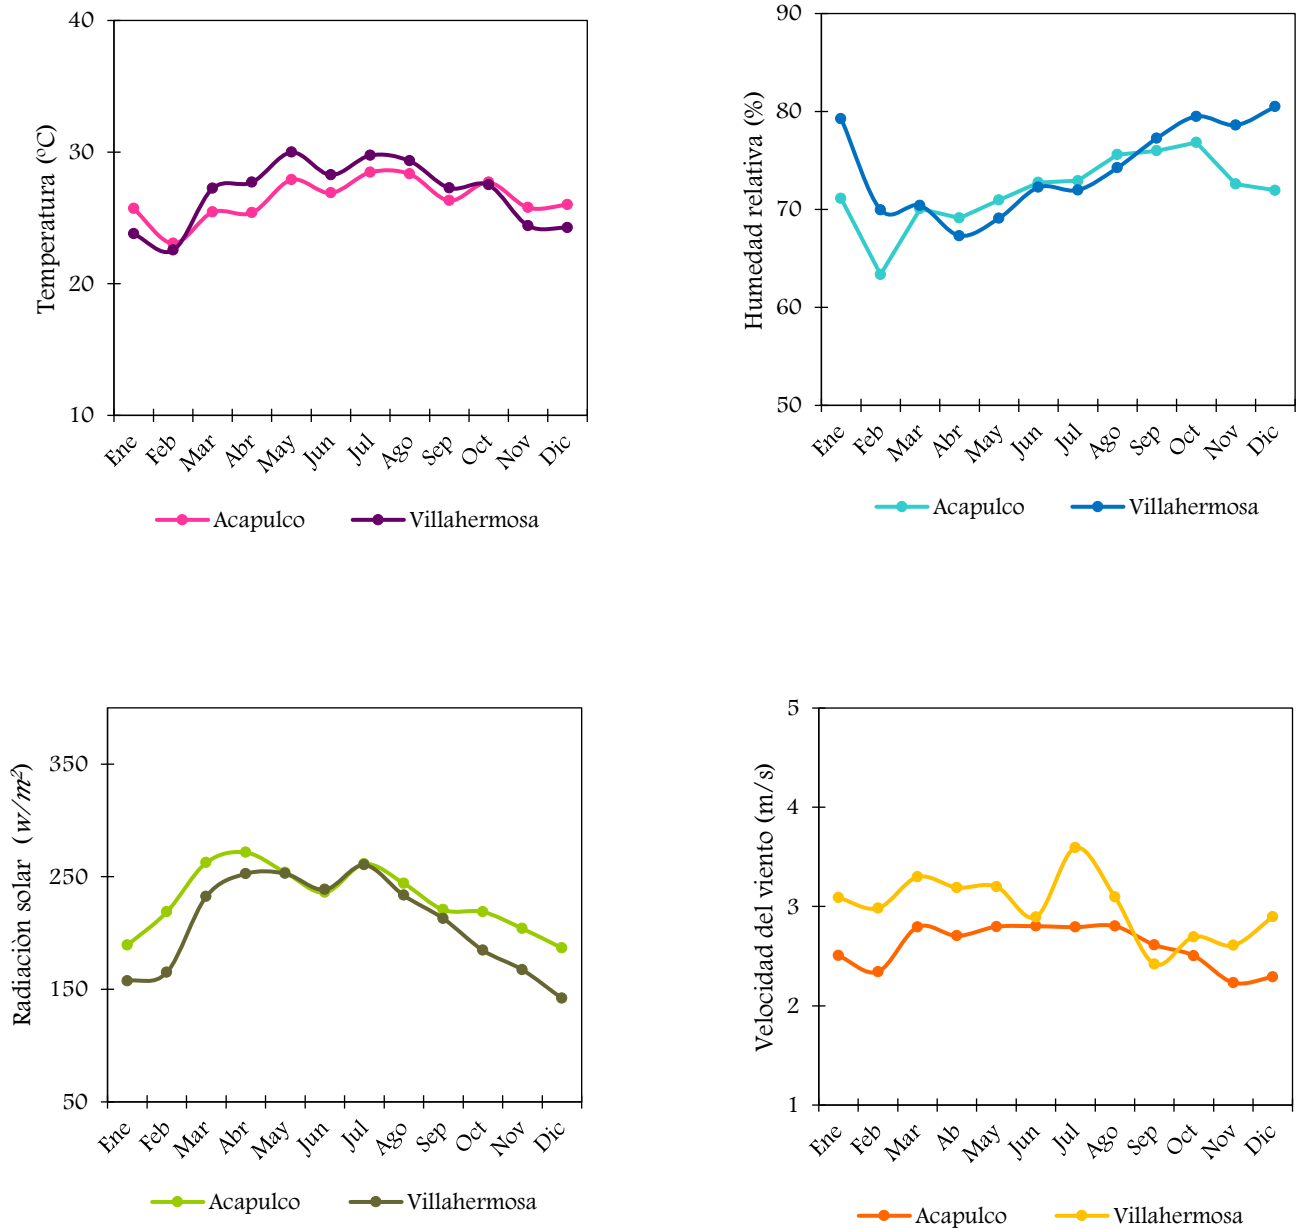 Temperatura (ºC)
40
30
20
10
Ene Feb Mar Abr May Jun Jul Ago Sep Oct Nov Dic
Acapulco Villahermosa
Humedad relativa (%)
90
80
70
60
50
Ene Feb Mar Abr May Jun Jul Ago Sep Oct Nov Dic
Acapulco Villahermosa
Radiaciòn solar (w/m²)
350
250
150
50
Ene Feb Mar Abr May Jun Jul Ago Sep Oct Nov Dic
Acapulco Villahermosa
Velocidad del viento (m/s)
5
4
3
2
1
Ene Feb Mar Ab May Jun Jul Ago Sep Oct Nov Dic
Acapulco Villahermosa